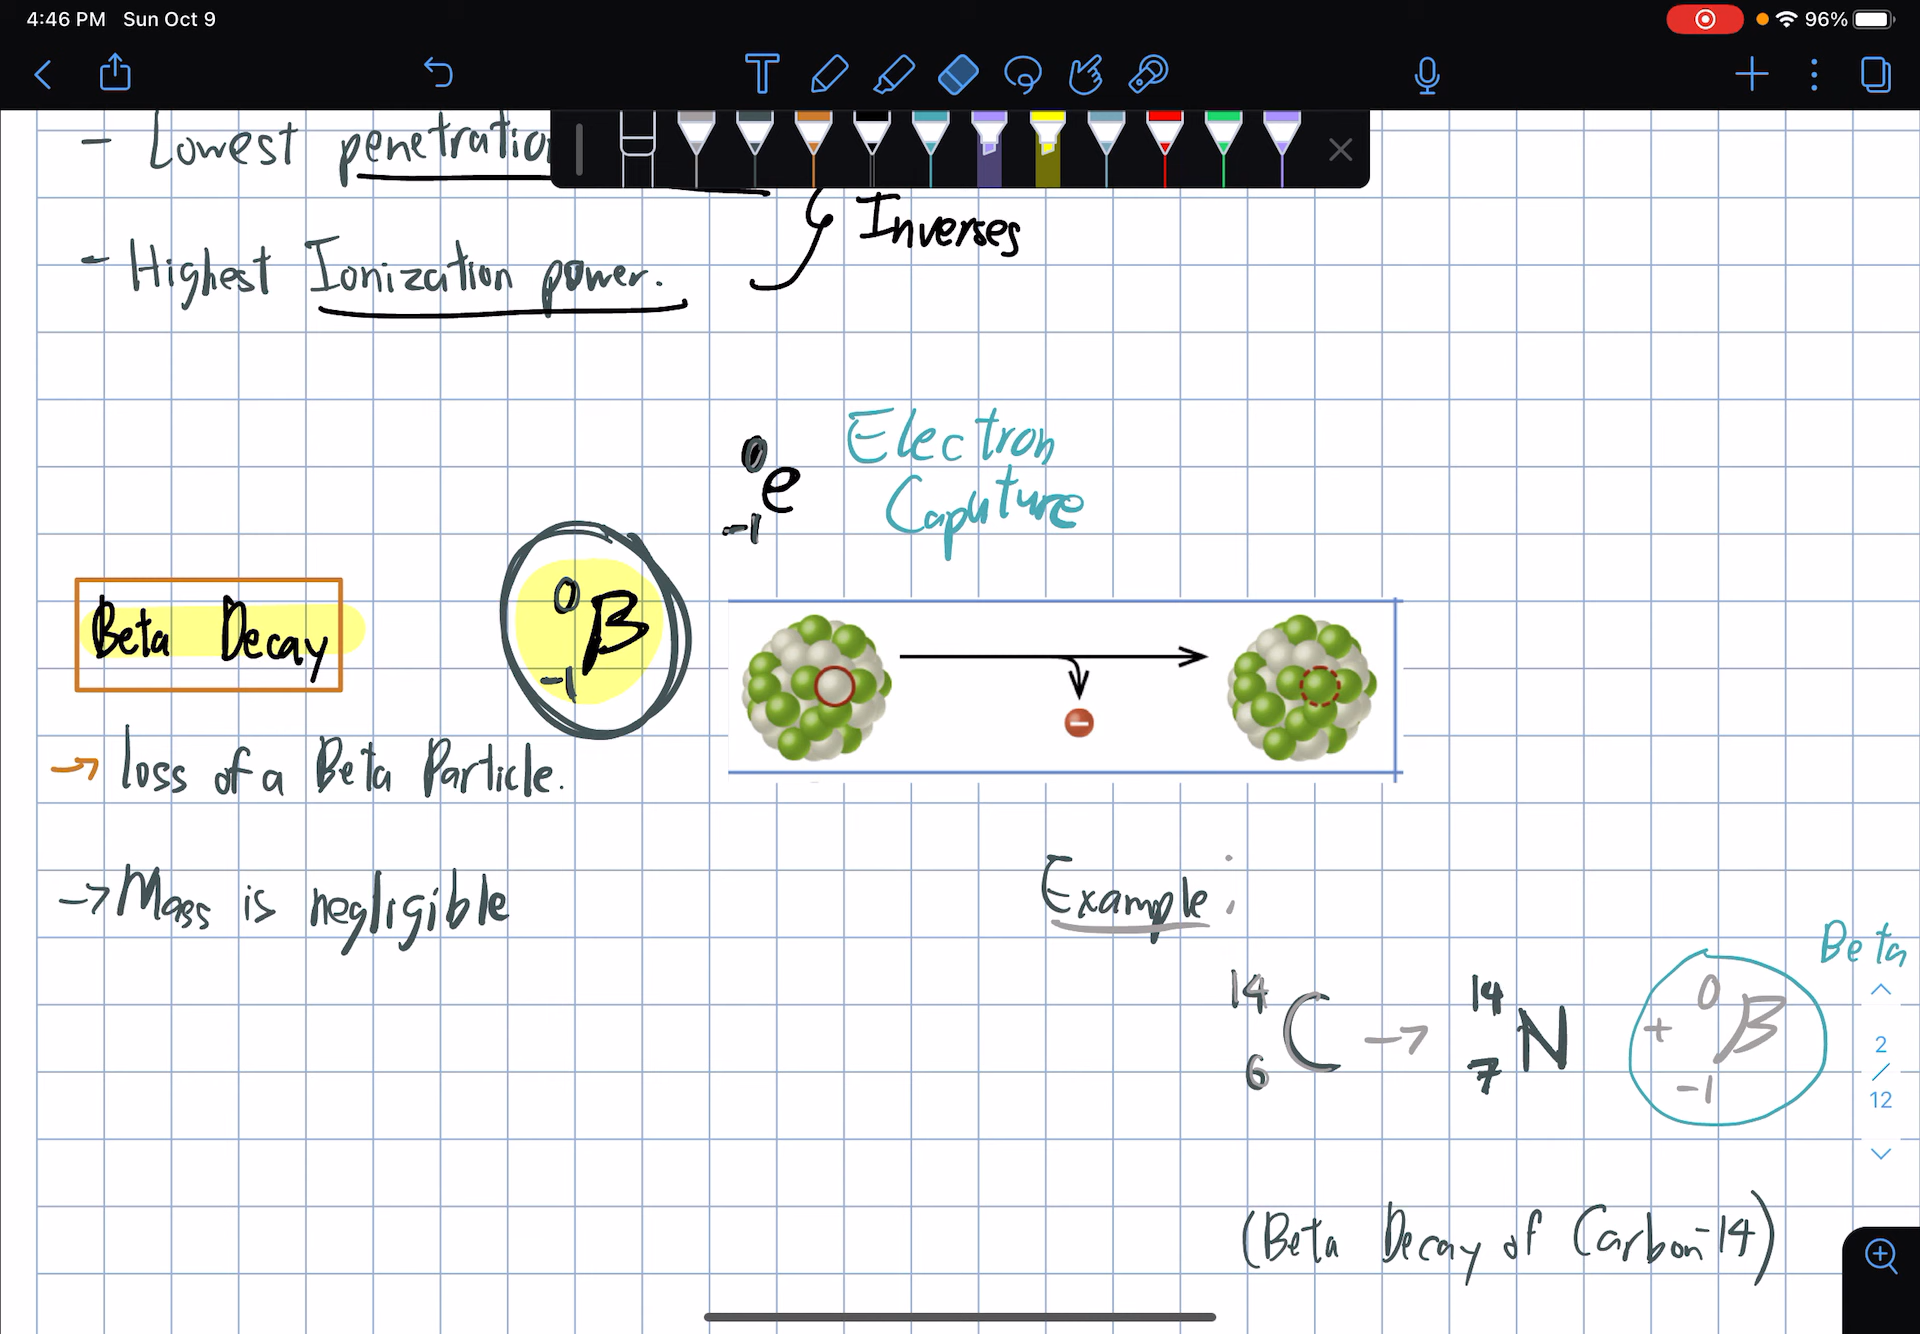 4:46 PM Sun Oct 9
96%
- Lowest penetratio
Inverses
- Highest Ionization power.
0
e
-1
Electron
Caputure
Beta Decay
0
β
-1
→ loss of a Beta Particle.
→ Mass is negligible
Example:
14
6
C → 14
7
N + 0
-1
β
Beta
2
/
12
(Beta Decay of Carbon-14)